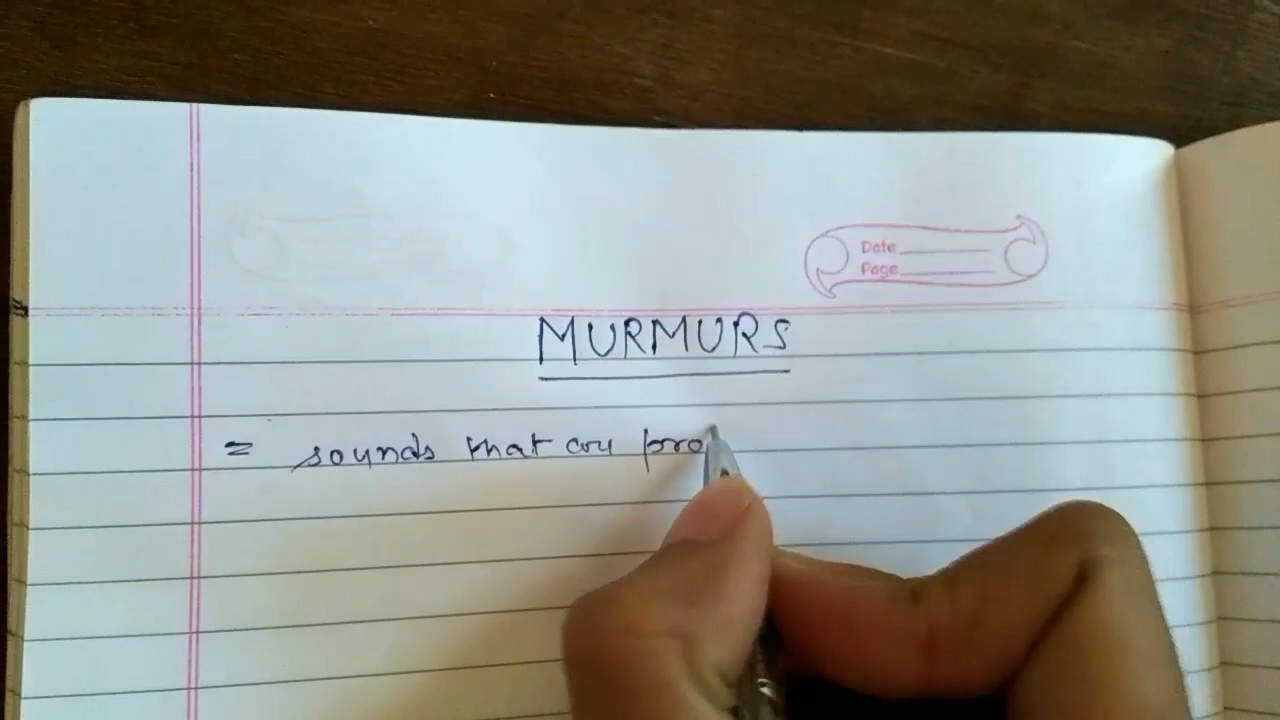 Date
Page
MURMURS
= sounds that are pro